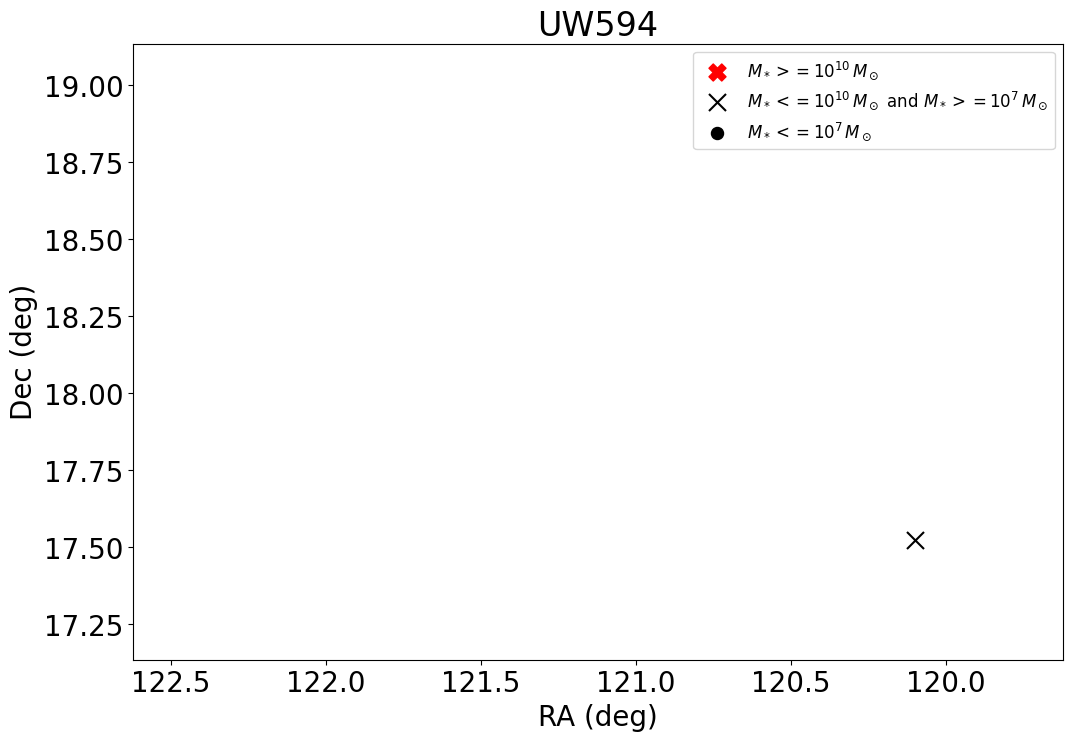 UW594
M* >= 10^10 M⊙
M* <= 10^10 M⊙ and M* >= 10^7 M⊙
M* <= 10^7 M⊙
19.00
18.75
18.50
18.25
18.00
17.75
17.50
17.25
Dec (deg)
122.5 122.0 121.5 121.0 120.5 120.0
RA (deg)